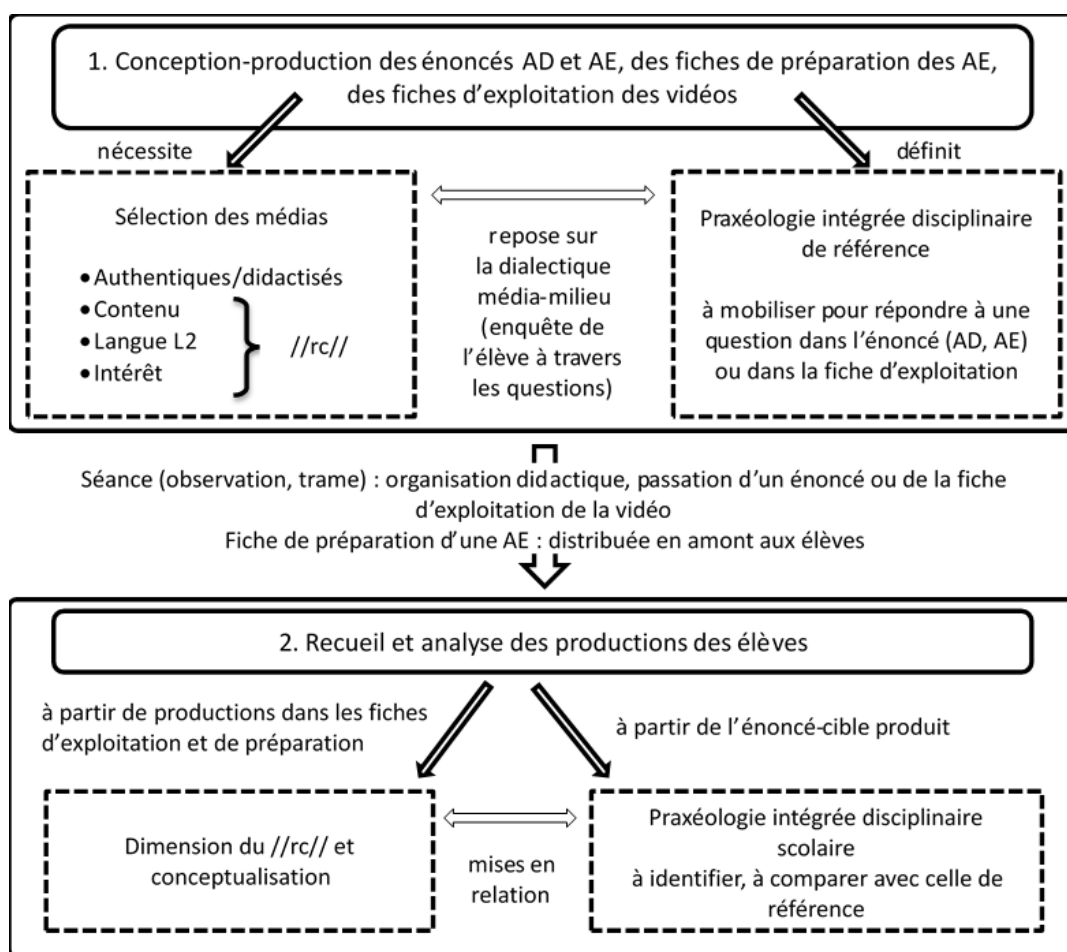 1. Conception-production des énoncés AD et AE, des fiches de préparation des AE,
des fiches d'exploitation des vidéos
nécessite
définit
Sélection des médias
•Authentiques/didactisés
•Contenu
•Langue L2
•Intérêt
//rc//
repose sur
la dialectique
média-milieu
(enquête de
l'élève à travers
les questions)
Praxéologie intégrée disciplinaire
de référence
à mobiliser pour répondre à une
question dans l'énoncé (AD, AE)
ou dans la fiche d'exploitation
Séance (observation, trame) : organisation didactique, passation d'un énoncé ou de la fiche
d'exploitation de la vidéo
Fiche de préparation d'une AE : distribuée en amont aux élèves
2. Recueil et analyse des productions des élèves
à partir de productions dans les fiches
d'exploitation et de préparation
à partir de l'énoncé-cible produit
Dimension du //rc// et
conceptualisation
mises en
relation
Praxéologie intégrée disciplinaire
scolaire
à identifier, à comparer avec celle de
référence